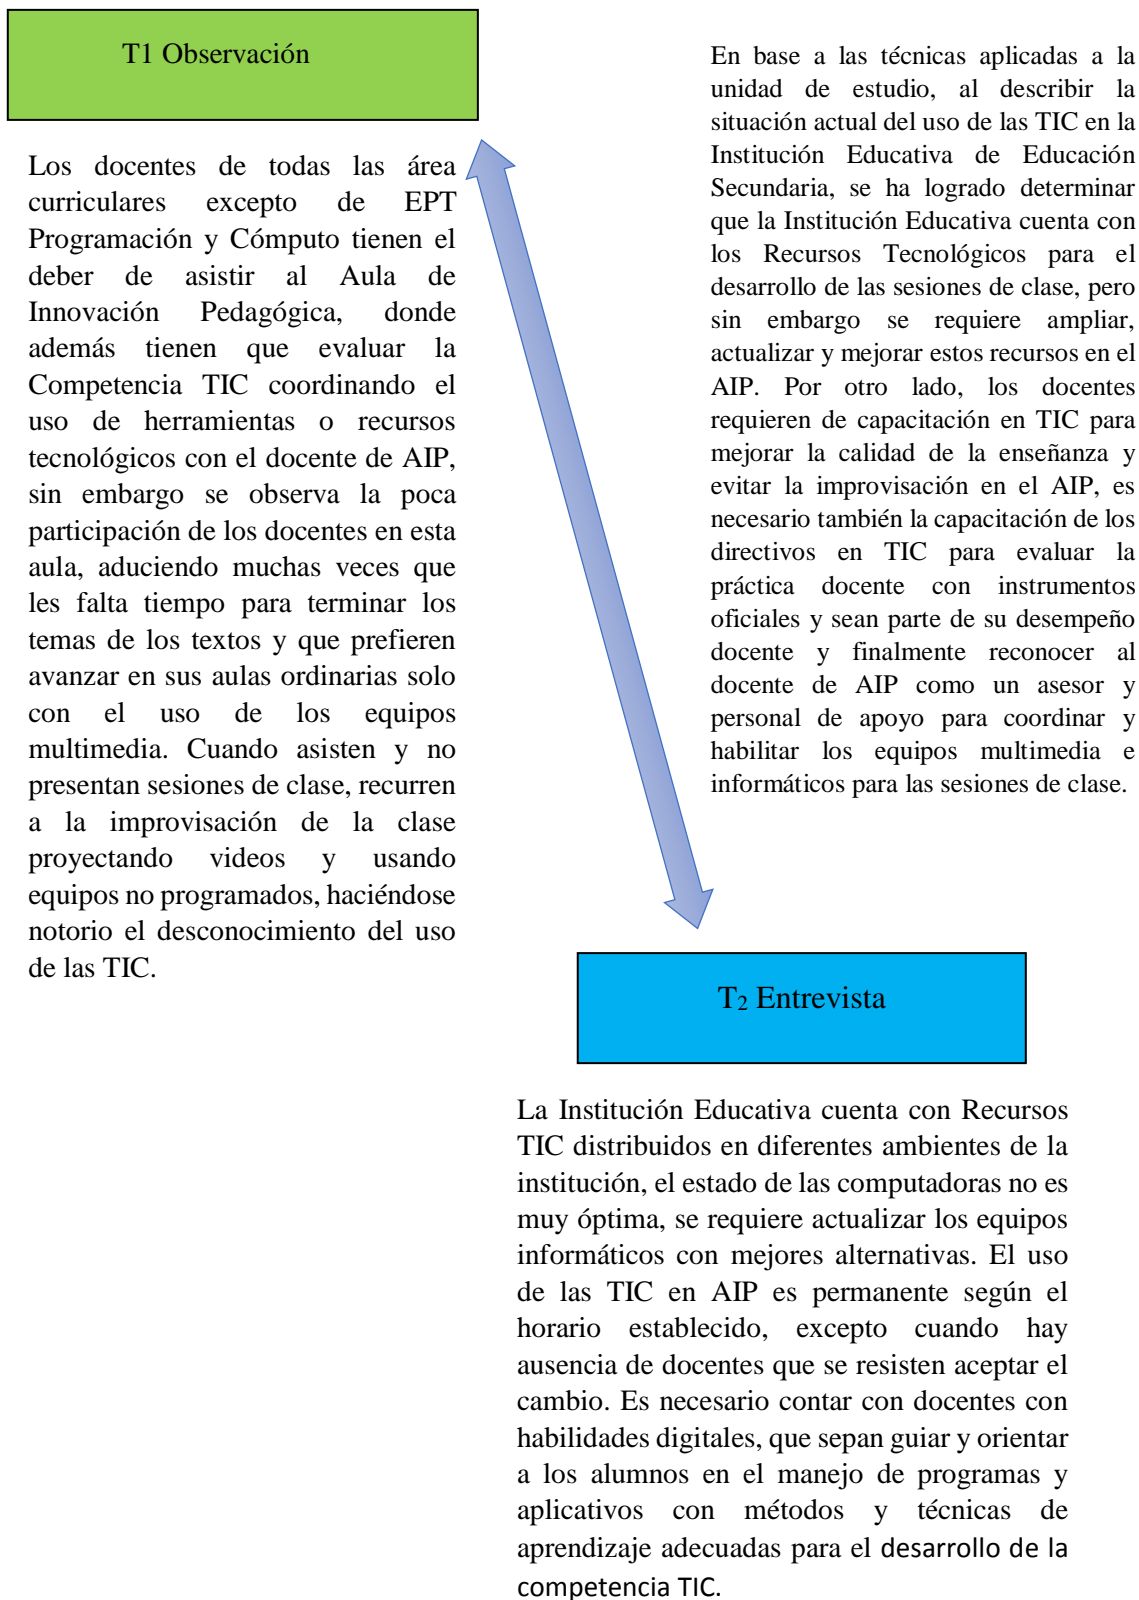 T1 Observación
Los docentes de todas las área
curriculares excepto de EPT
Programación y Cómputo tienen el
deber de asistir al Aula de
Innovación Pedagógica, donde
además tienen que evaluar la
Competencia TIC coordinando el
uso de herramientas o recursos
tecnológicos con el docente de AIP,
sin embargo se observa la poca
participación de los docentes en esta
aula, aduciendo muchas veces que
les falta tiempo para terminar los
temas de los textos y que prefieren
avanzar en sus aulas ordinarias solo
con el uso de los equipos
multimedia. Cuando asisten y no
presentan sesiones de clase, recurren
a la improvisación de la clase
proyectando videos y usando
equipos no programados, haciéndose
notorio el desconocimiento del uso
de las TIC.
En base a las técnicas aplicadas a la
unidad de estudio, al describir la
situación actual del uso de las TIC en la
Institución Educativa de Educación
Secundaria, se ha logrado determinar
que la Institución Educativa cuenta con
los Recursos Tecnológicos para el
desarrollo de las sesiones de clase, pero
sin embargo se requiere ampliar,
actualizar y mejorar estos recursos en el
AIP. Por otro lado, los docentes
requieren de capacitación en TIC para
mejorar la calidad de la enseñanza y
evitar la improvisación en el AIP, es
necesario también la capacitación de los
directivos en TIC para evaluar la
práctica docente con instrumentos
oficiales y sean parte de su desempeño
docente y finalmente reconocer al
docente de AIP como un asesor y
personal de apoyo para coordinar y
habilitar los equipos multimedia e
informáticos para las sesiones de clase.
T2 Entrevista
La Institución Educativa cuenta con Recursos
TIC distribuidos en diferentes ambientes de la
institución, el estado de las computadoras no es
muy óptima, se requiere actualizar los equipos
informáticos con mejores alternativas. El uso
de las TIC en AIP es permanente según el
horario establecido, excepto cuando hay
ausencia de docentes que se resisten aceptar el
cambio. Es necesario contar con docentes con
habilidades digitales, que sepan guiar y orientar
a los alumnos en el manejo de programas y
aplicativos con métodos y técnicas de
aprendizaje adecuadas para el desarrollo de la
competencia TIC.